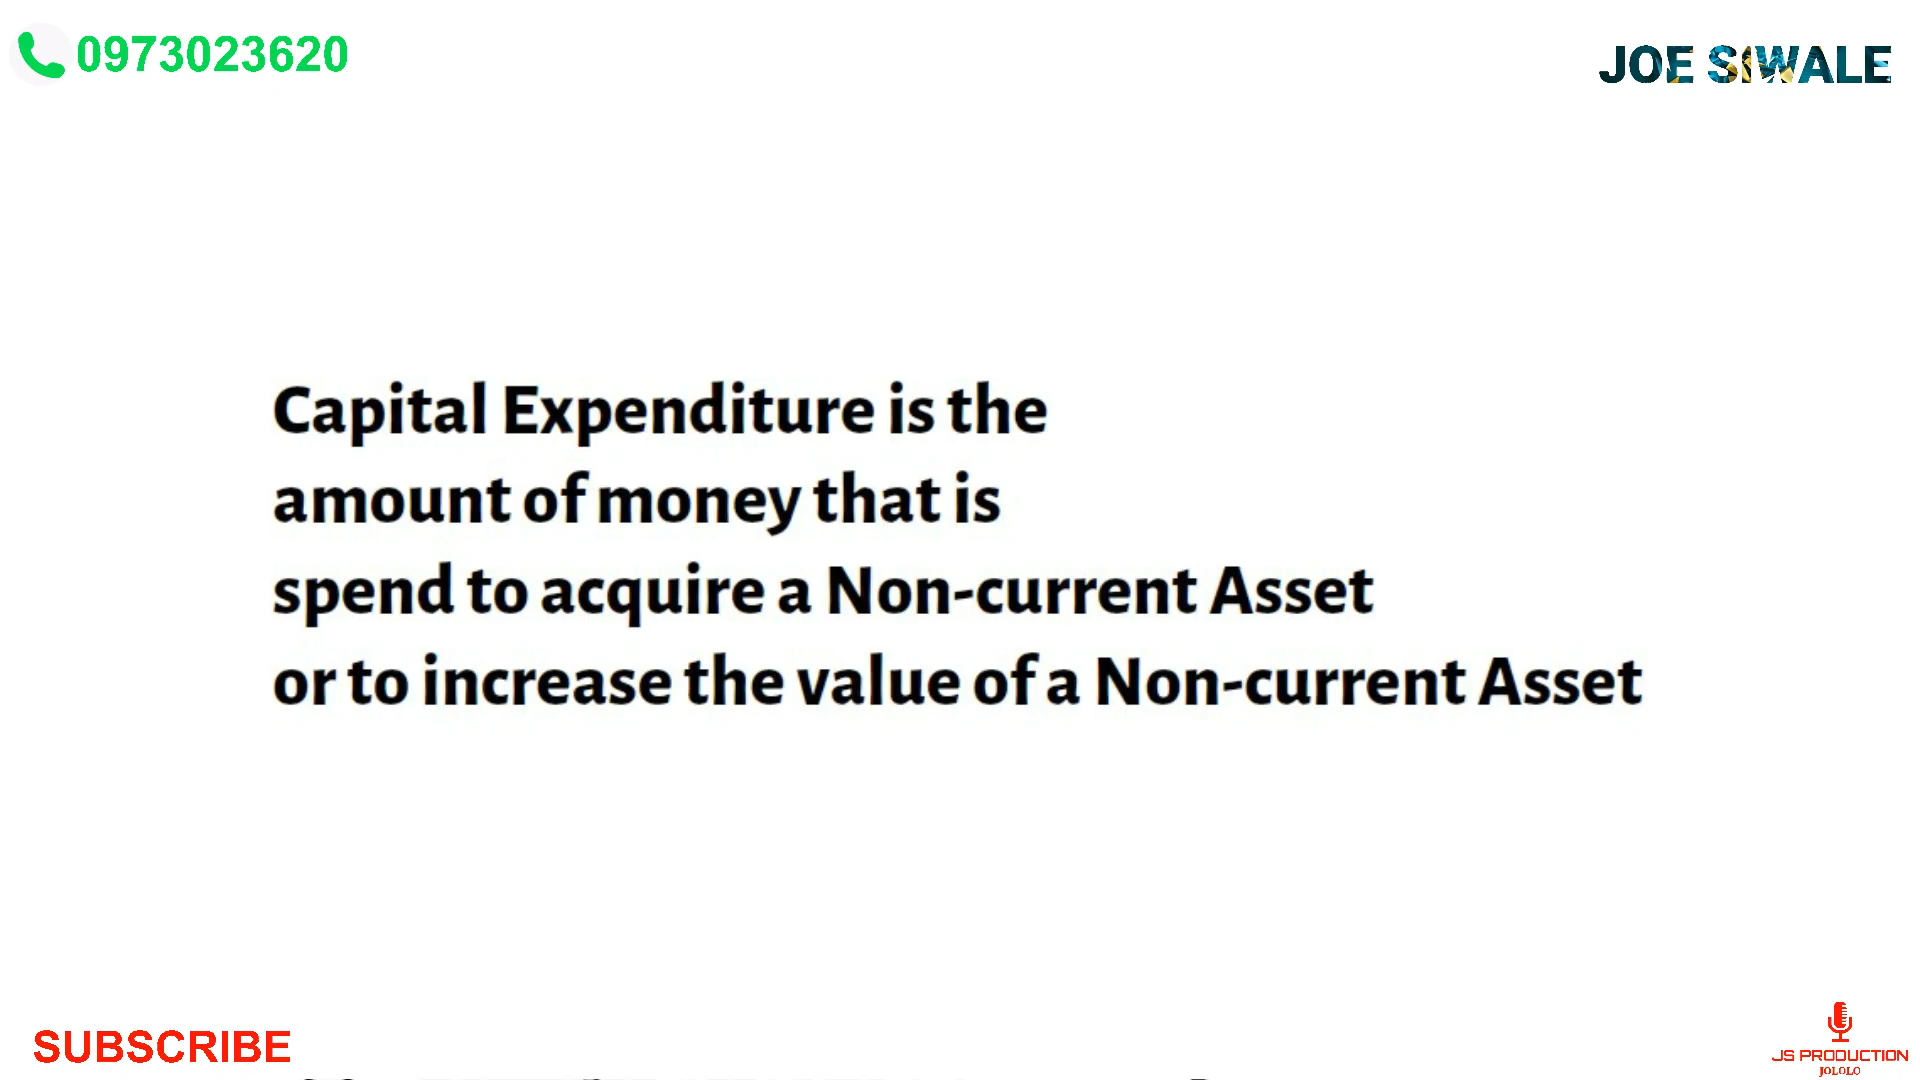 0973023620
JOE SIWALE
Capital Expenditure is the
amount of money that is
spend to acquire a Non-current Asset
or to increase the value of a Non-current Asset
SUBSCRIBE
JS PRODUCTION
JOLOLO